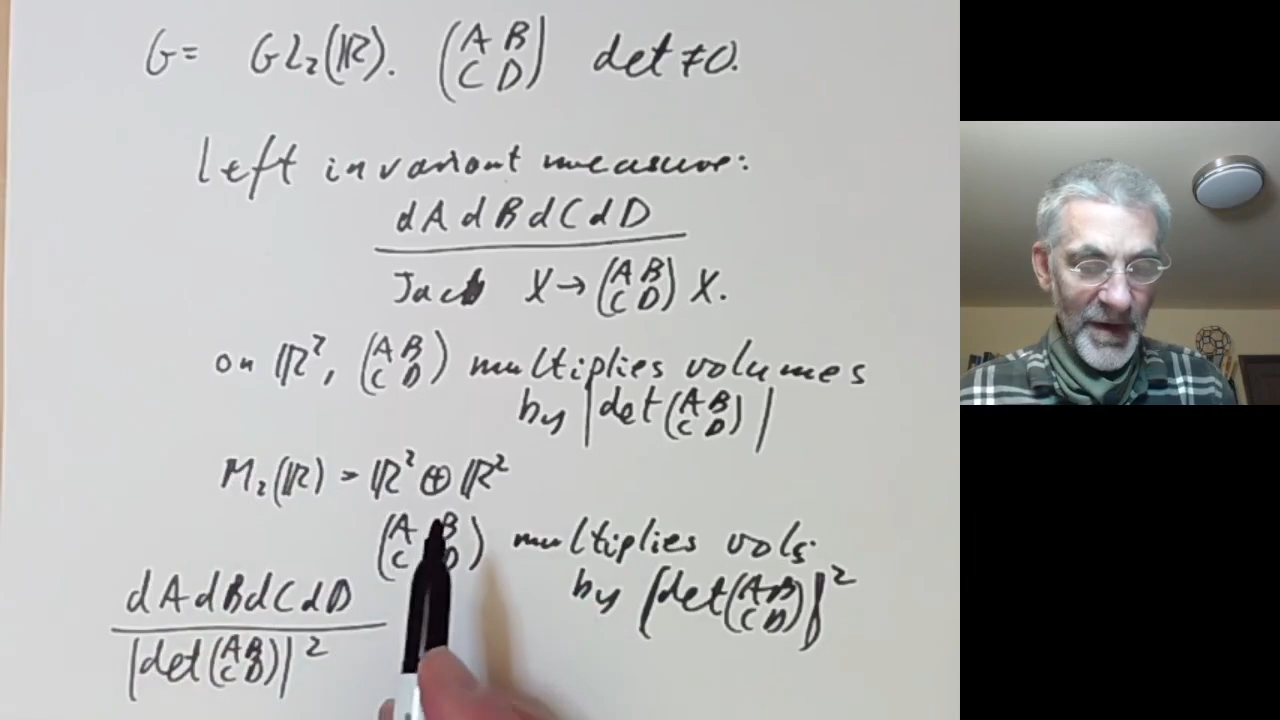 G = GL₂(ℝ). (A B / C D) det ≠ 0.
Left invariant measure:
dA dB dC dD
Jac X → (A B / C D) X.
on ℝ², (A B / C D) multiplies volumes
by |det (A B / C D)|
M₂(ℝ) = ℝ² ⊕ ℝ²
(A B / C D) multiplies vols
by |det (A B / C D)|²
dA dB dC dD
|det (A B / C D)|²